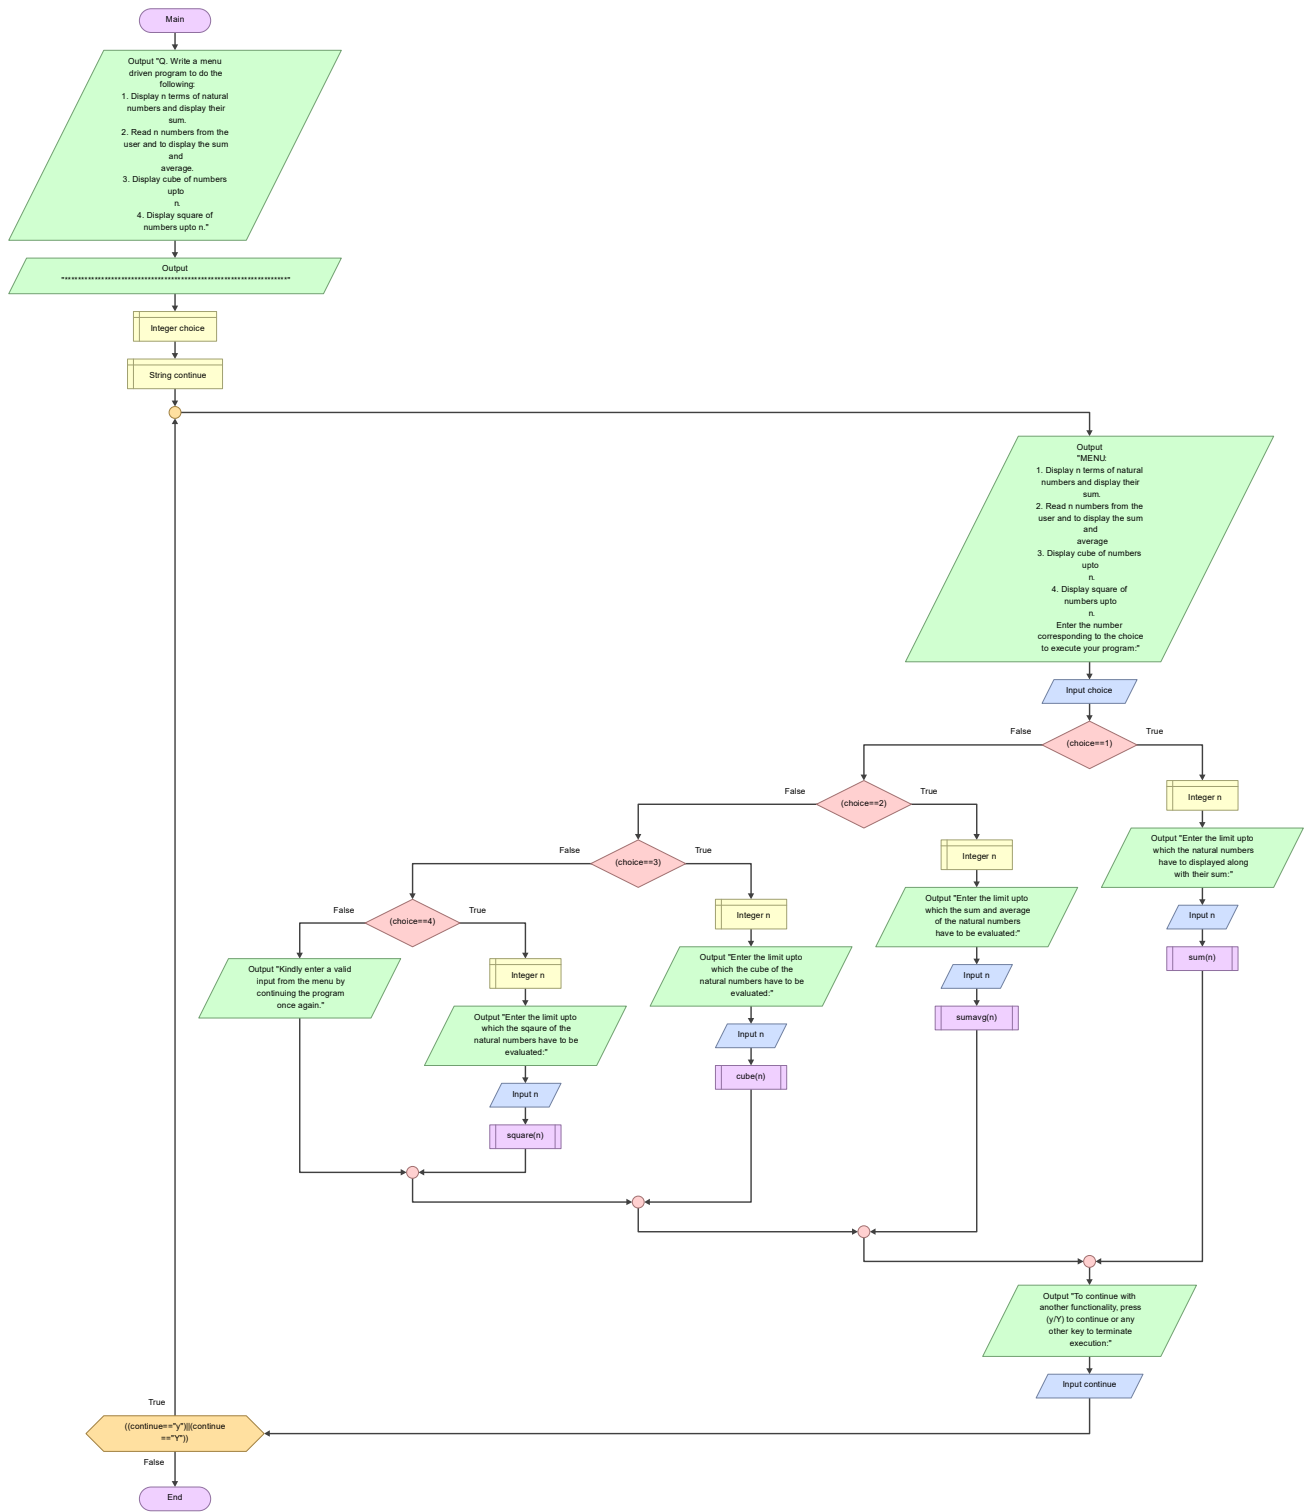 Main
Output "Q. Write a menu
driven program to do the
following:
1. Display n terms of natural
numbers and display their
sum.
2. Read n numbers from the
user and to display the sum
and
average.
3. Display cube of numbers
upto
n.
4. Display square of
numbers upto n."
Output
"********************************************************************"
Integer choice
String continue
Output
"MENU:
1. Display n terms of natural
numbers and display their
sum.
2. Read n numbers from the
user and to display the sum
and
average
3. Display cube of numbers
upto
n.
4. Display square of
numbers upto
n.
Enter the number
corresponding to the choice
to execute your program:"
Input choice
False
(choice==1)
True
Integer n
Output "Enter the limit upto
which the natural numbers
have to displayed along
with their sum:"
Input n
sum(n)
False
(choice==2)
True
Integer n
Output "Enter the limit upto
which the sum and average
of the natural numbers
have to be evaluated:"
Input n
sumavg(n)
False
(choice==3)
True
Integer n
Output "Enter the limit upto
which the cube of the
natural numbers have to be
evaluated:"
Input n
cube(n)
False
(choice==4)
True
Integer n
Output "Enter the limit upto
which the sqaure of the
natural numbers have to be
evaluated:"
Input n
square(n)
Output "Kindly enter a valid
input from the menu by
continuing the program
once again."
Output "To continue with
another functionality, press
(y/Y) to continue or any
other key to terminate
execution:"
Input continue
True
((continue=="y")||(continue
=="Y"))
False
End